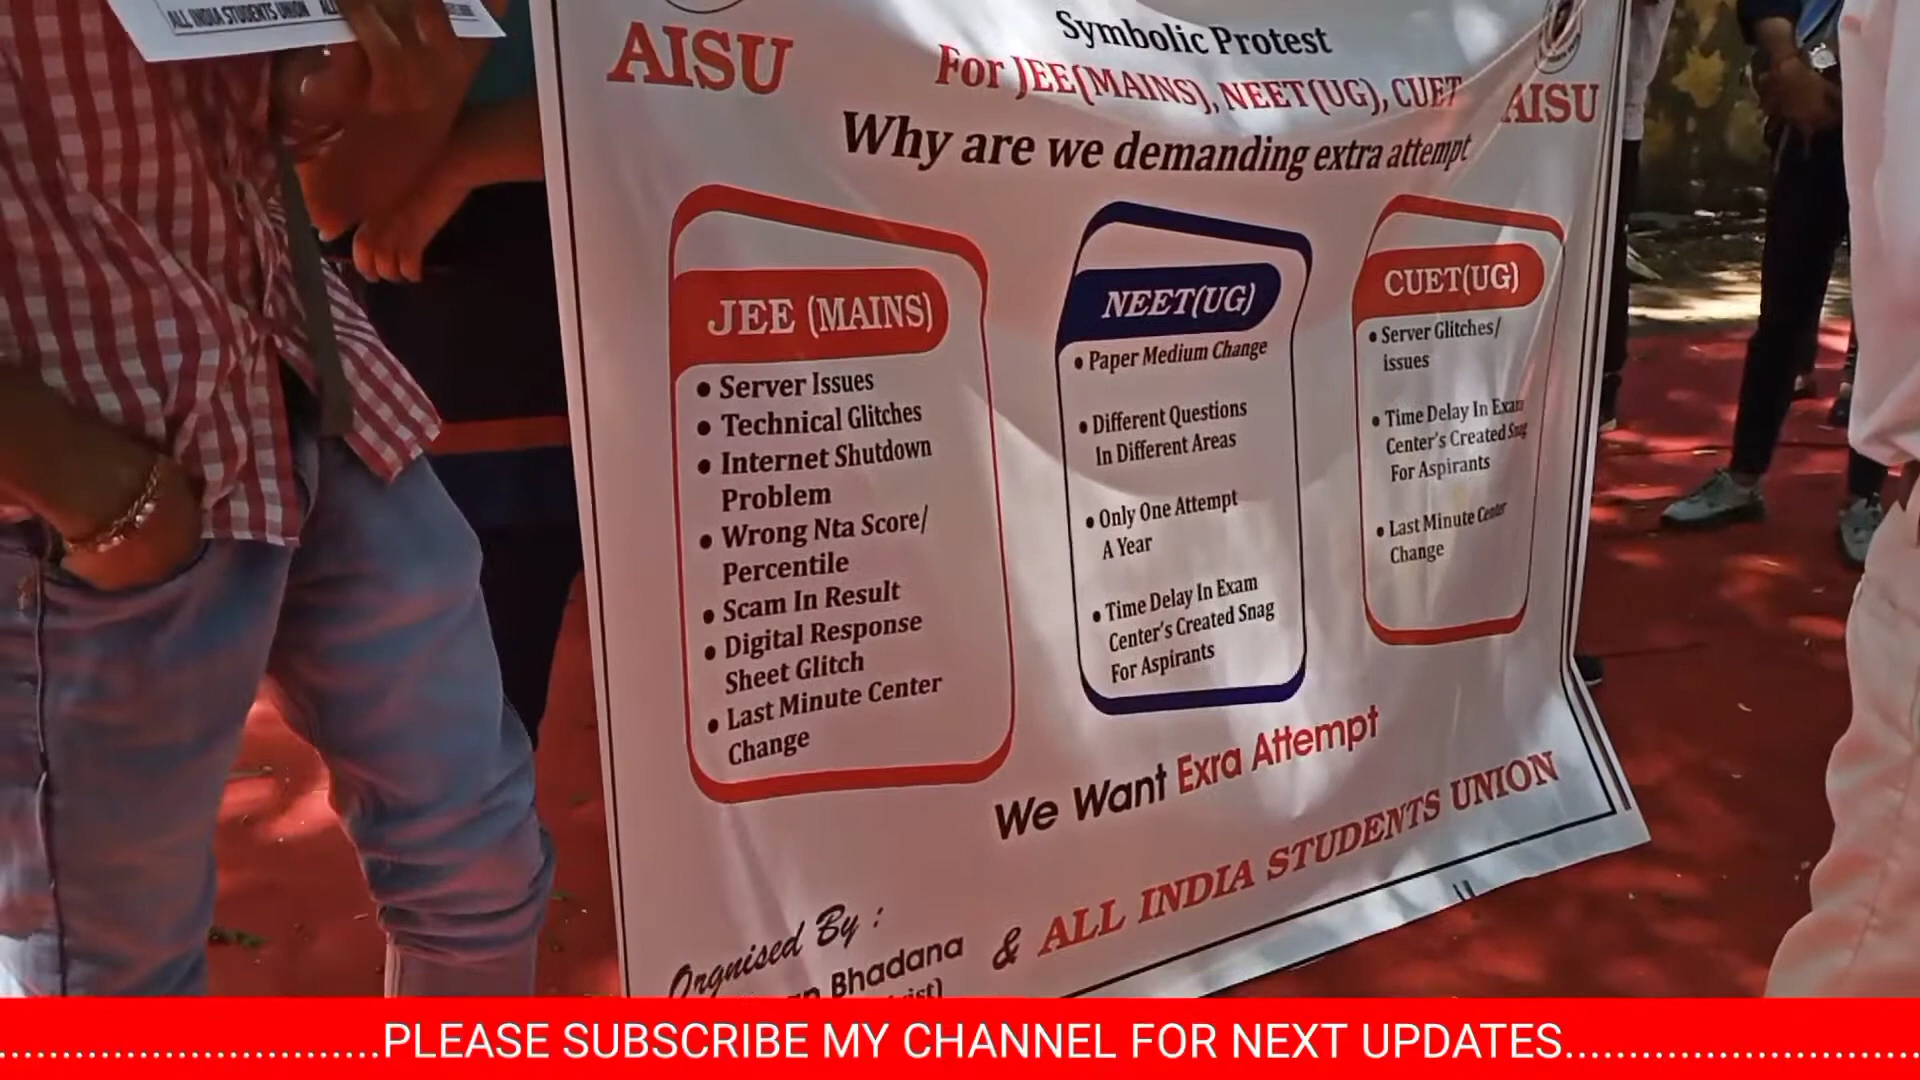 ALL INDIA STUDENTS UNION
AISU
Symbolic Protest
For JEE(MAINS), NEET(UG), CUET
AISU
Why are we demanding extra attempt
JEE (MAINS)
• Server Issues
• Technical Glitches
• Internet Shutdown
Problem
• Wrong Nta Score/
Percentile
• Scam In Result
• Digital Response
Sheet Glitch
• Last Minute Center
Change
NEET(UG)
• Paper Medium Change
• Different Questions
In Different Areas
• Only One Attempt
A Year
• Time Delay In Exam
Center's Created Snag
For Aspirants
CUET(UG)
• Server Glitches/
issues
• Time Delay In Exam
Center's Created Snag
For Aspirants
• Last Minute Center
Change
We Want Exra Attempt
Orgnised By :
Bhadana
& ALL INDIA STUDENTS UNION
PLEASE SUBSCRIBE MY CHANNEL FOR NEXT UPDATES